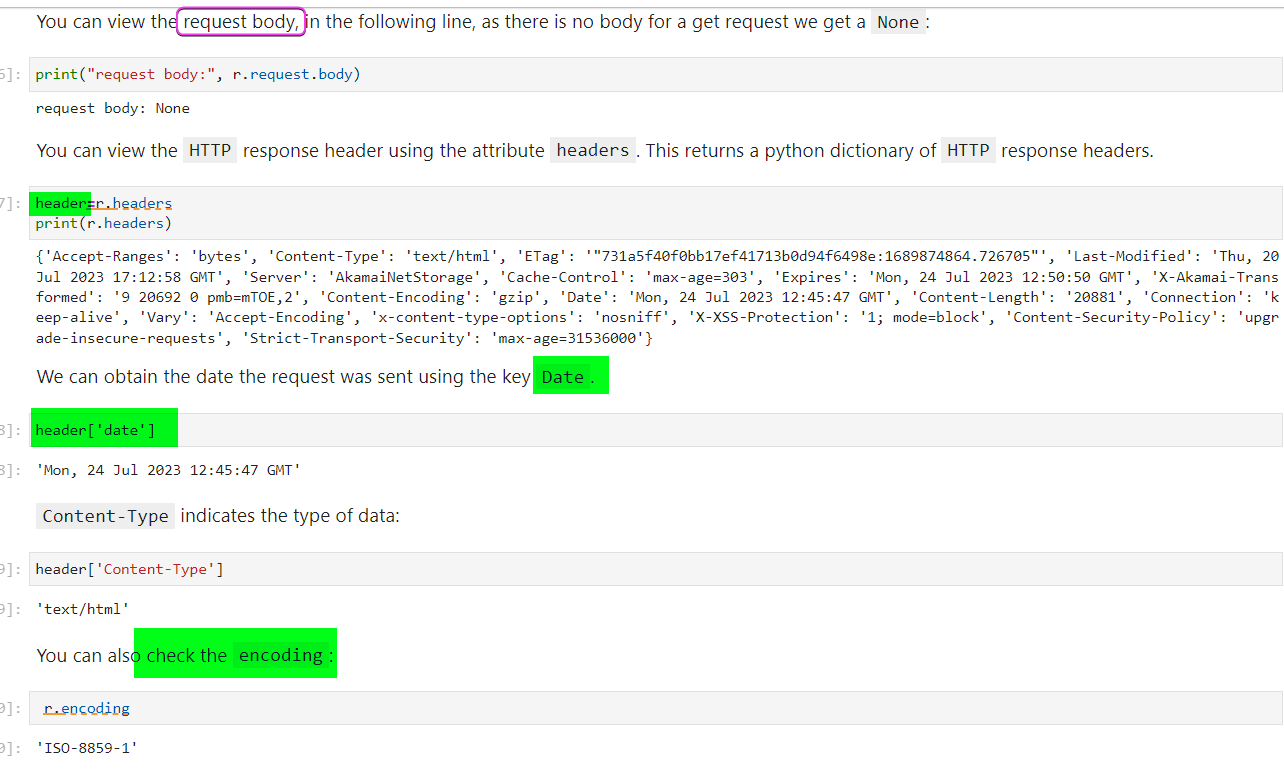 You can view the request body, in the following line, as there is no body for a get request we get a None :
6]: print("request body:", r.request.body)
request body: None
You can view the HTTP response header using the attribute headers . This returns a python dictionary of HTTP response headers.
7]: header=r.headers
print(r.headers)
{'Accept-Ranges': 'bytes', 'Content-Type': 'text/html', 'ETag': '"731a5f40f0bb17ef41713b0d94f6498e:1689874864.726705"', 'Last-Modified': 'Thu, 20
Jul 2023 17:12:58 GMT', 'Server': 'AkamaiNetStorage', 'Cache-Control': 'max-age=303', 'Expires': 'Mon, 24 Jul 2023 12:50:50 GMT', 'X-Akamai-Trans
formed': '9 20692 0 pmb=mTOE,2', 'Content-Encoding': 'gzip', 'Date': 'Mon, 24 Jul 2023 12:45:47 GMT', 'Content-Length': '20881', 'Connection': 'k
eep-alive', 'Vary': 'Accept-Encoding', 'x-content-type-options': 'nosniff', 'X-XSS-Protection': '1; mode=block', 'Content-Security-Policy': 'upgr
ade-insecure-requests', 'Strict-Transport-Security': 'max-age=31536000'}
We can obtain the date the request was sent using the key Date .
8]: header['date']
8]: 'Mon, 24 Jul 2023 12:45:47 GMT'
Content-Type indicates the type of data:
9]: header['Content-Type']
9]: 'text/html'
You can also check the encoding :
0]: r.encoding
0]: 'ISO-8859-1'